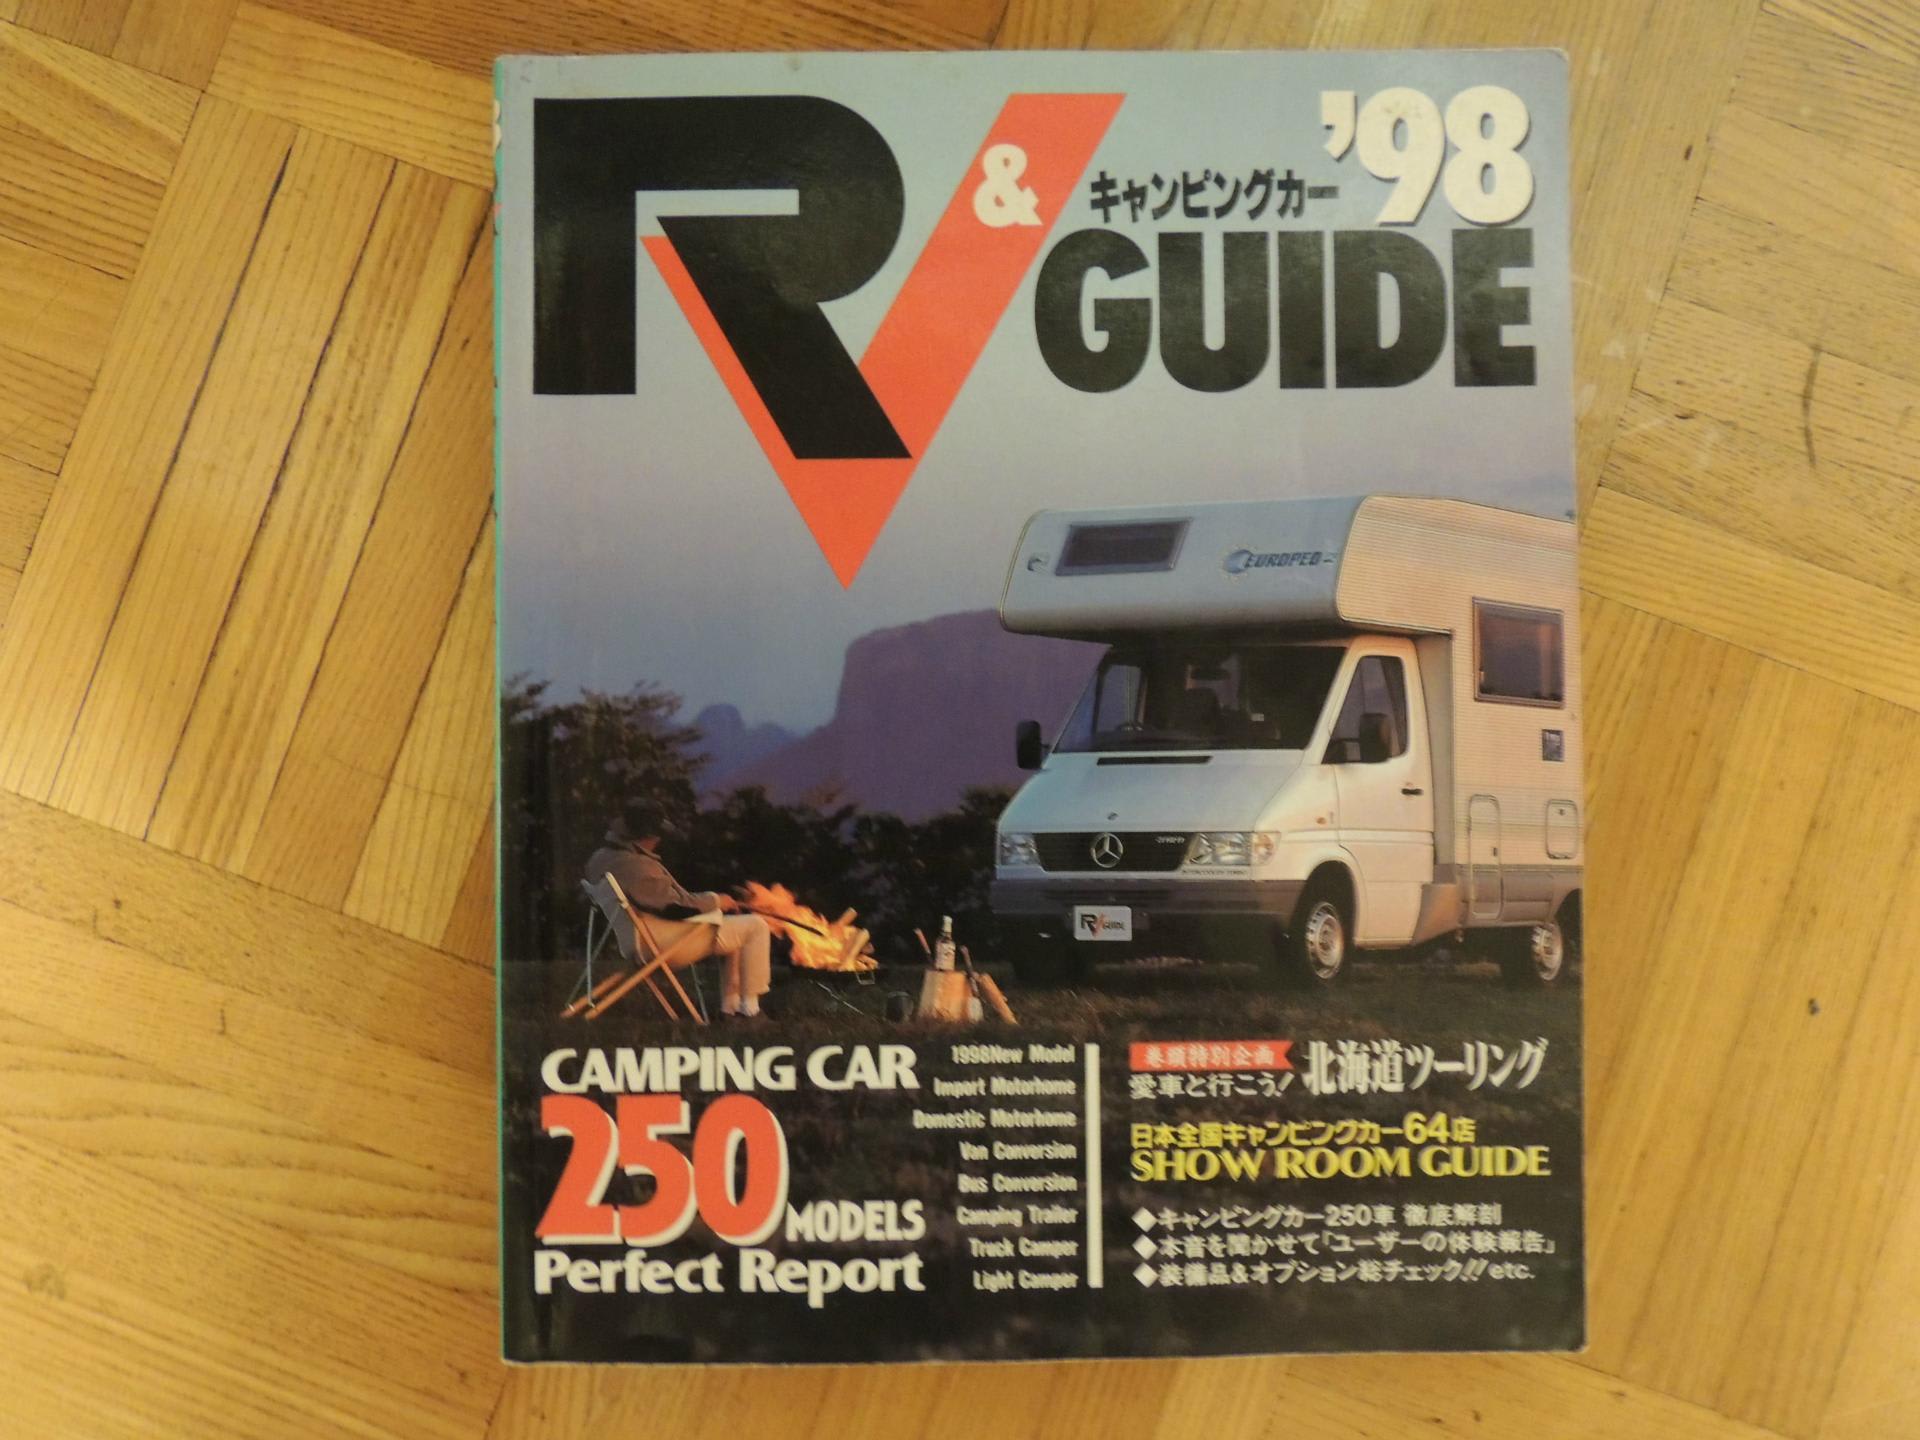 RV
&
キャンピングカー
'98
GUIDE
EUROPEO
RV GUIDE
CAMPING CAR
250
MODELS
Perfect Report
1998New Model
Import Motorhome
Domestic Motorhome
Van Conversion
Bus Conversion
Camping Trailer
Truck Camper
Light Camper
巻頭特別企画
愛車と行こう! 北海道ツーリング
日本全国キャンピングカー64店
SHOW ROOM GUIDE
◆キャンピングカー250車 徹底解剖
◆本音を聞かせて「ユーザーの体験報告」
◆装備品&オプション総チェック!! etc.